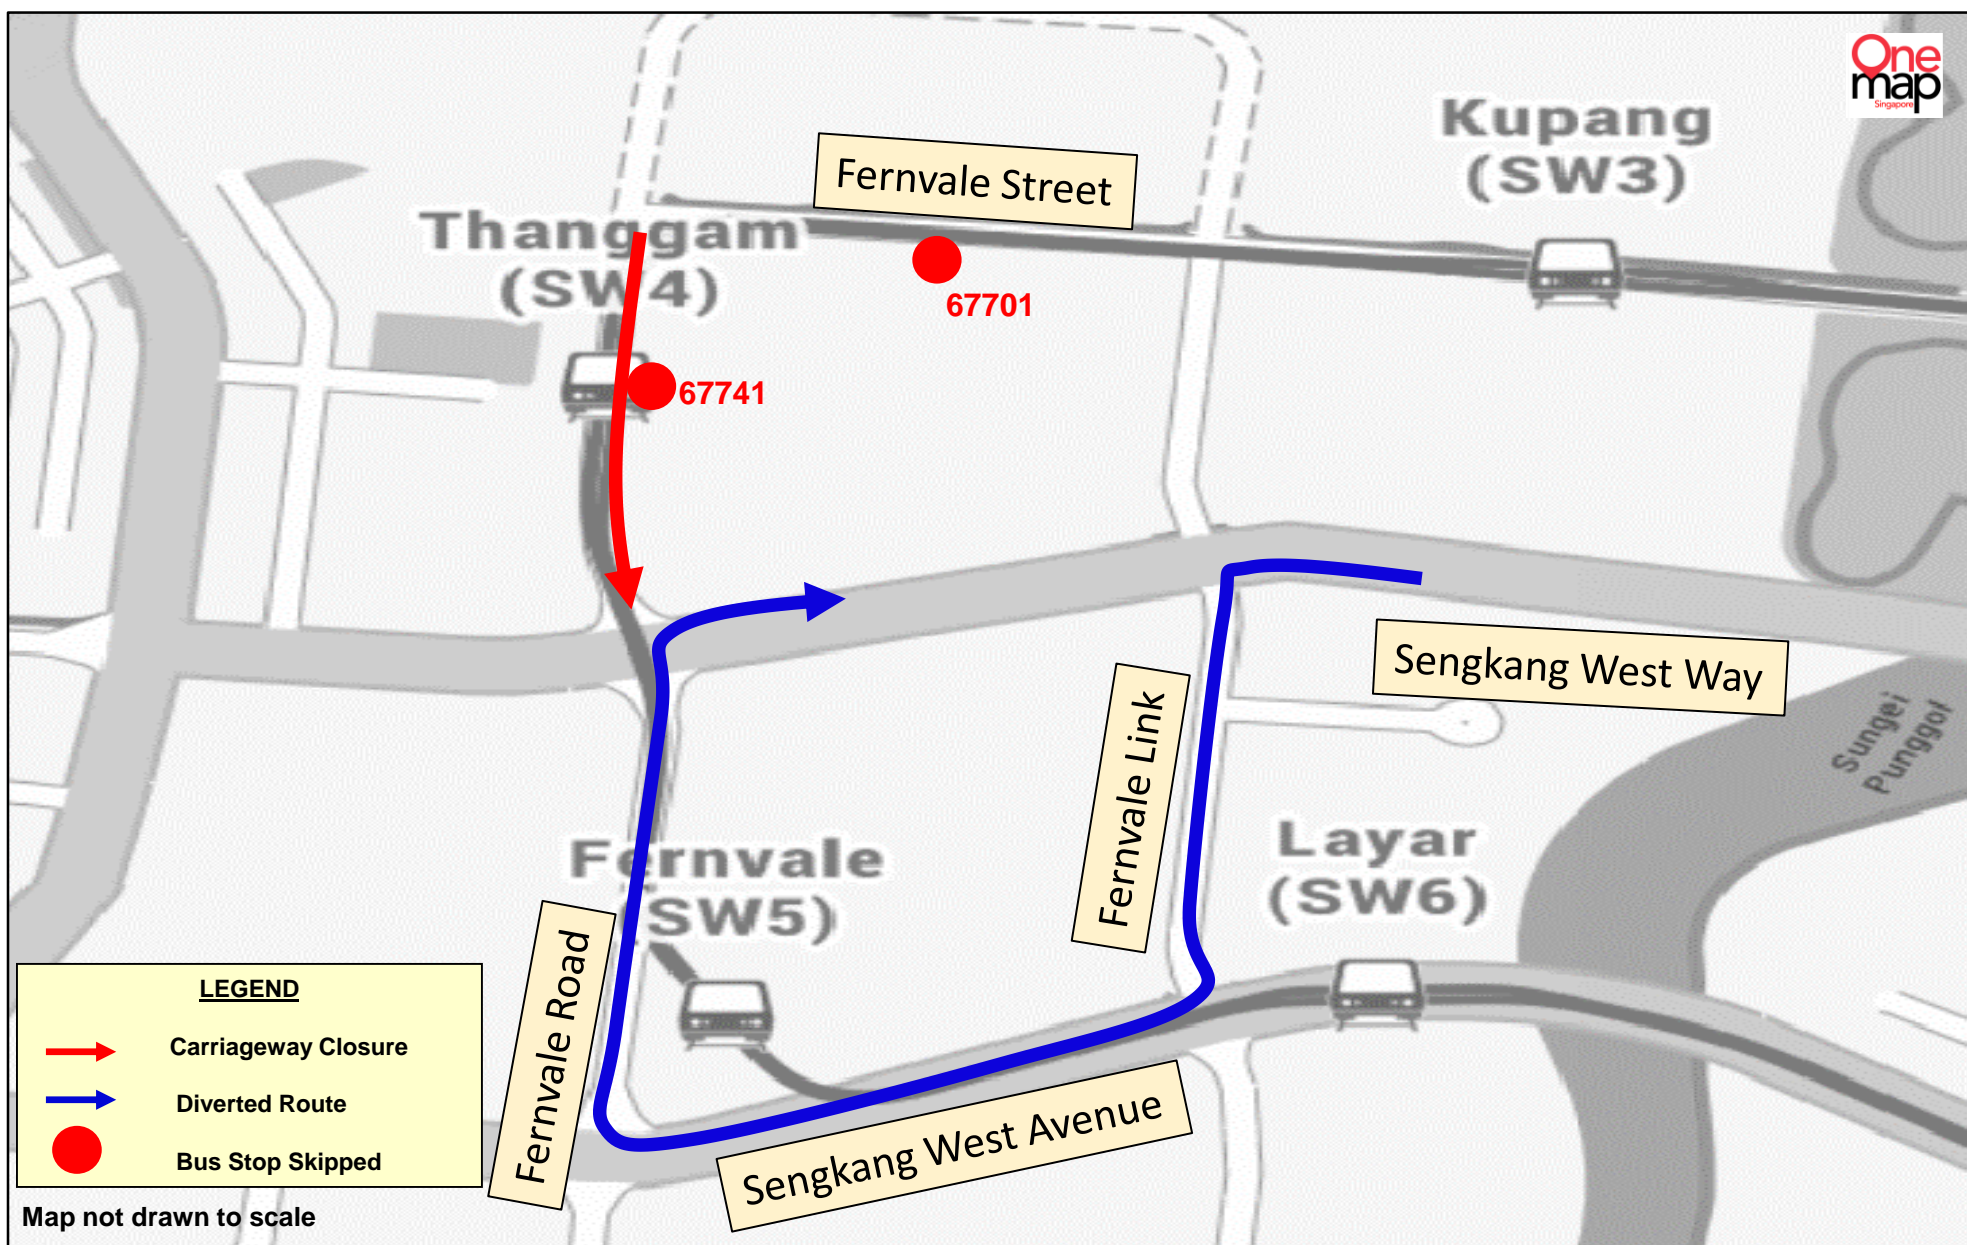 One
map
Singapore
Kupang
(SW3)
Fernvale Street
Thanggam
(SW4)
67701
67741
Sengkang West Way
Sungei
Punggol
Fernvale Link
Layar
(SW6)
Fernvale
(SW5)
Fernvale Road
Sengkang West Avenue
LEGEND
Carriageway Closure
Diverted Route
Bus Stop Skipped
Map not drawn to scale